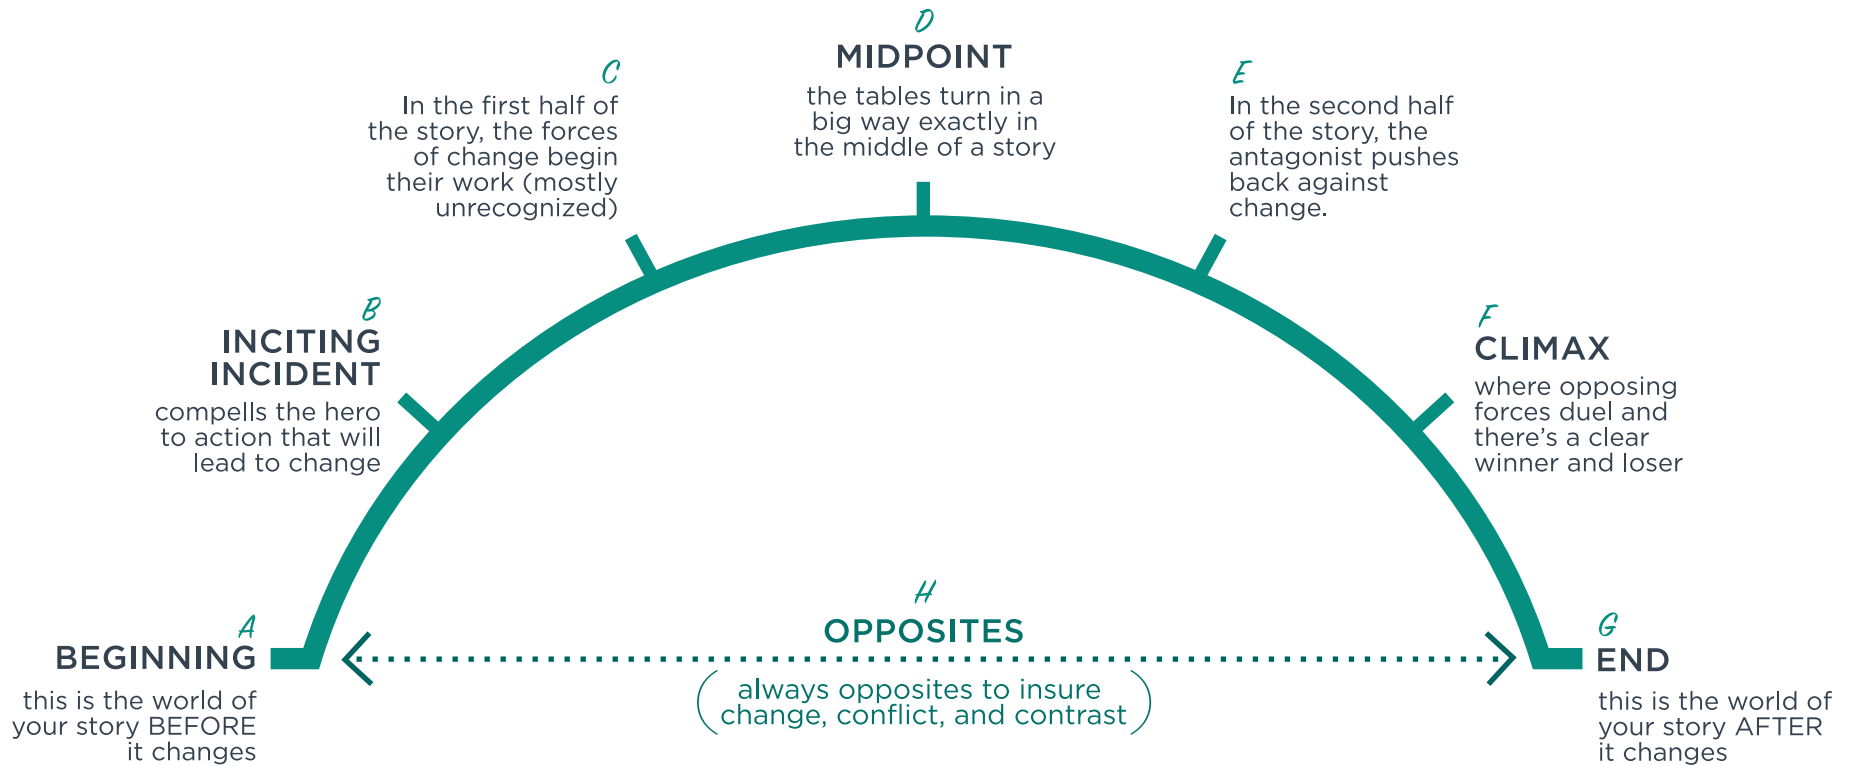 A
BEGINNING
this is the world of
your story BEFORE
it changes
B
INCITING
INCIDENT
compells the hero
to action that will
lead to change
C
In the first half of
the story, the forces
of change begin
their work (mostly
unrecognized)
D
MIDPOINT
the tables turn in a
big way exactly in
the middle of a story
E
In the second half
of the story, the
antagonist pushes
back against
change.
F
CLIMAX
where opposing
forces duel and
there's a clear
winner and loser
G
END
this is the world of
your story AFTER
it changes
H
OPPOSITES
(always opposites to insure
change, conflict, and contrast)